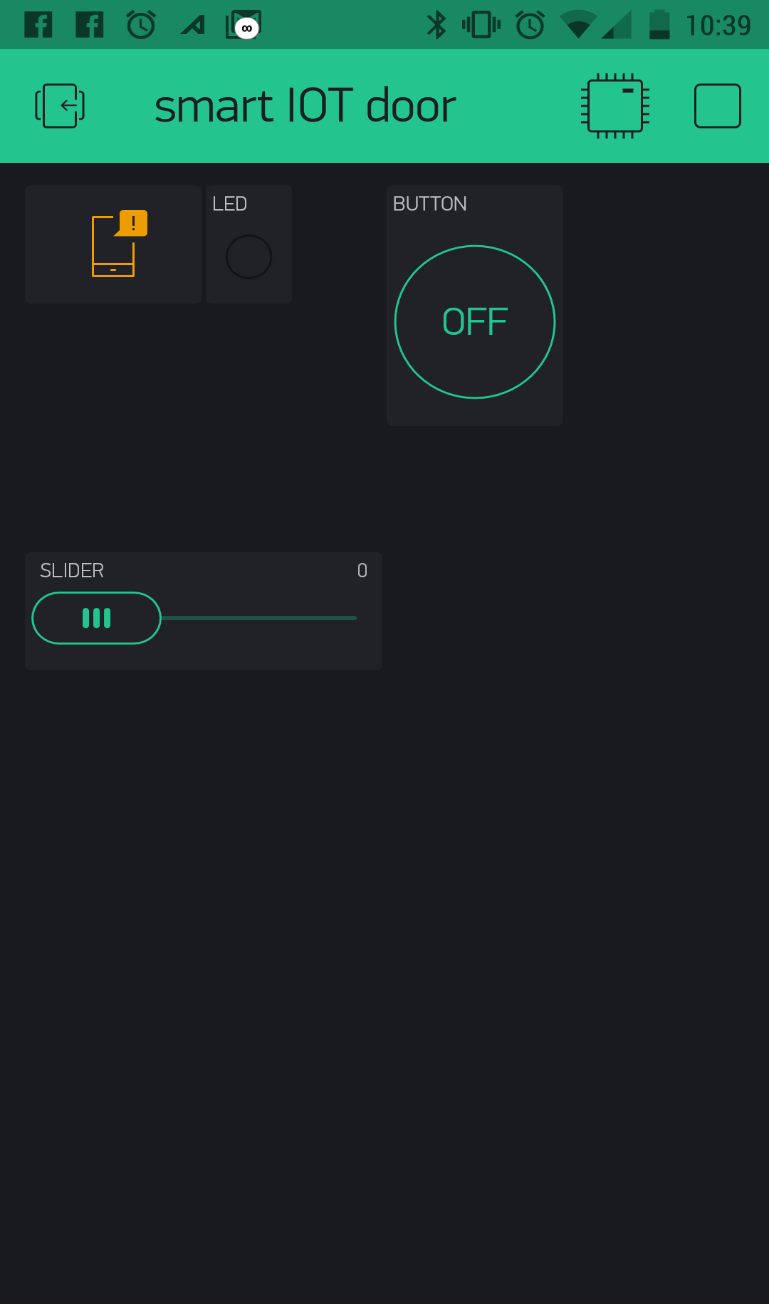 10:39
smart IOT door
!
LED
BUTTON
OFF
SLIDER 0